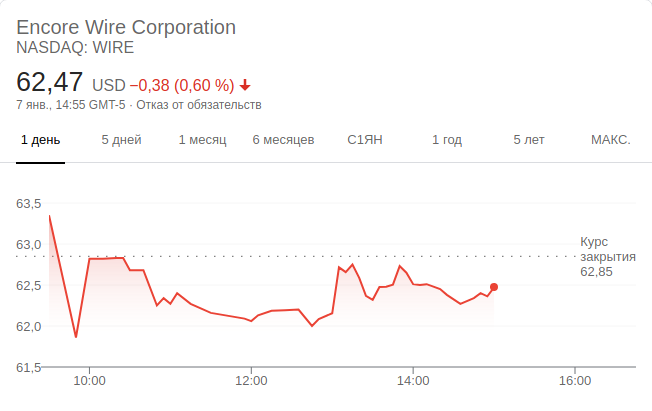 Encore Wire Corporation
NASDAQ: WIRE
62,47 USD −0,38 (0,60 %)
7 янв., 14:55 GMT-5 · Отказ от обязательств
1 день 5 дней 1 месяц 6 месяцев С1ЯН 1 год 5 лет МАКС.
63,5
63,0
62,5
62,0
61,5
Курс
закрытия
62,85
10:00 12:00 14:00 16:00